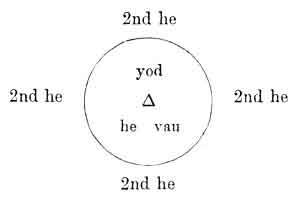 2nd he
yod
2nd he Δ 2nd he
he vau
2nd he